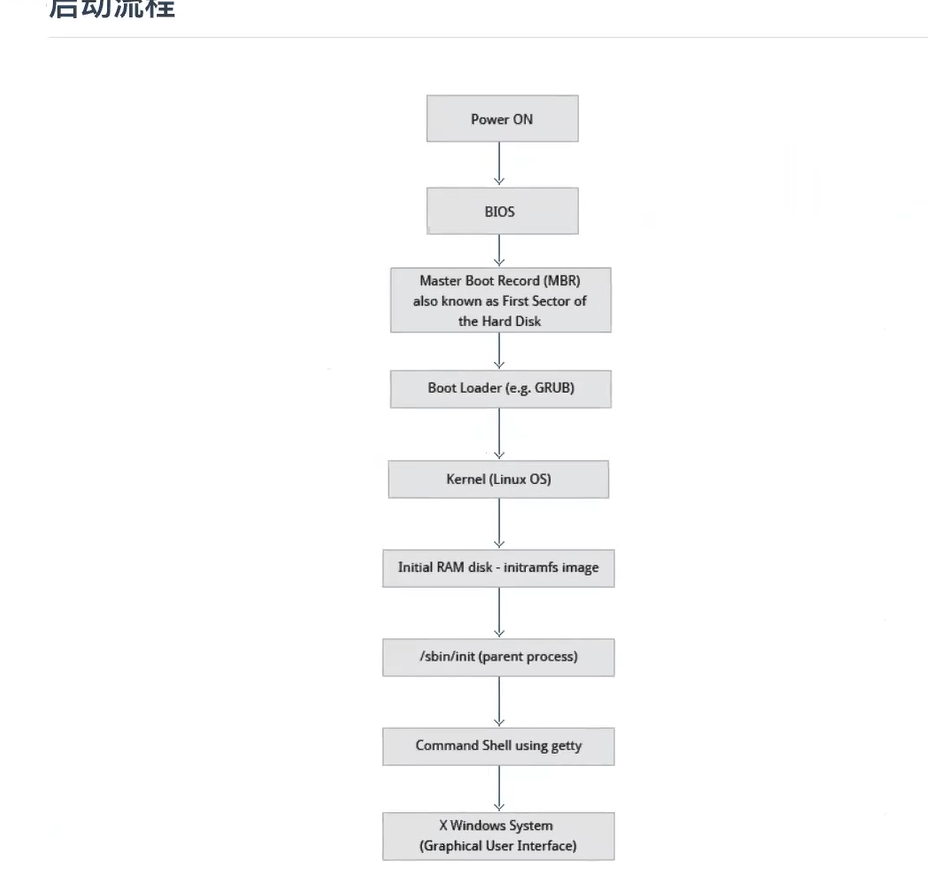 启动流程
Power ON
BIOS
Master Boot Record (MBR)
also known as First Sector of
the Hard Disk
Boot Loader (e.g. GRUB)
Kernel (Linux OS)
Initial RAM disk - initramfs image
/sbin/init (parent process)
Command Shell using getty
X Windows System
(Graphical User Interface)